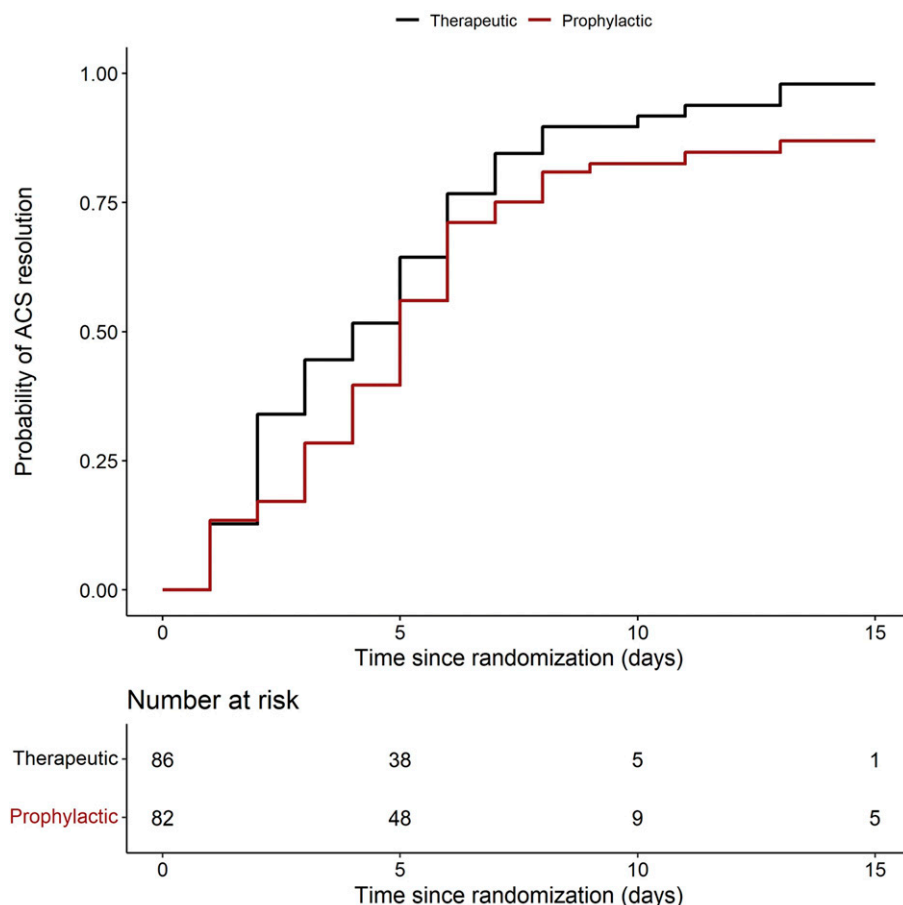 Therapeutic Prophylactic
1.00
0.75
0.50
0.25
0.00
Probability of ACS resolution
0 5 10 15
Time since randomization (days)
Number at risk
Therapeutic 86 38 5 1
Prophylactic 82 48 9 5
0 5 10 15
Time since randomization (days)